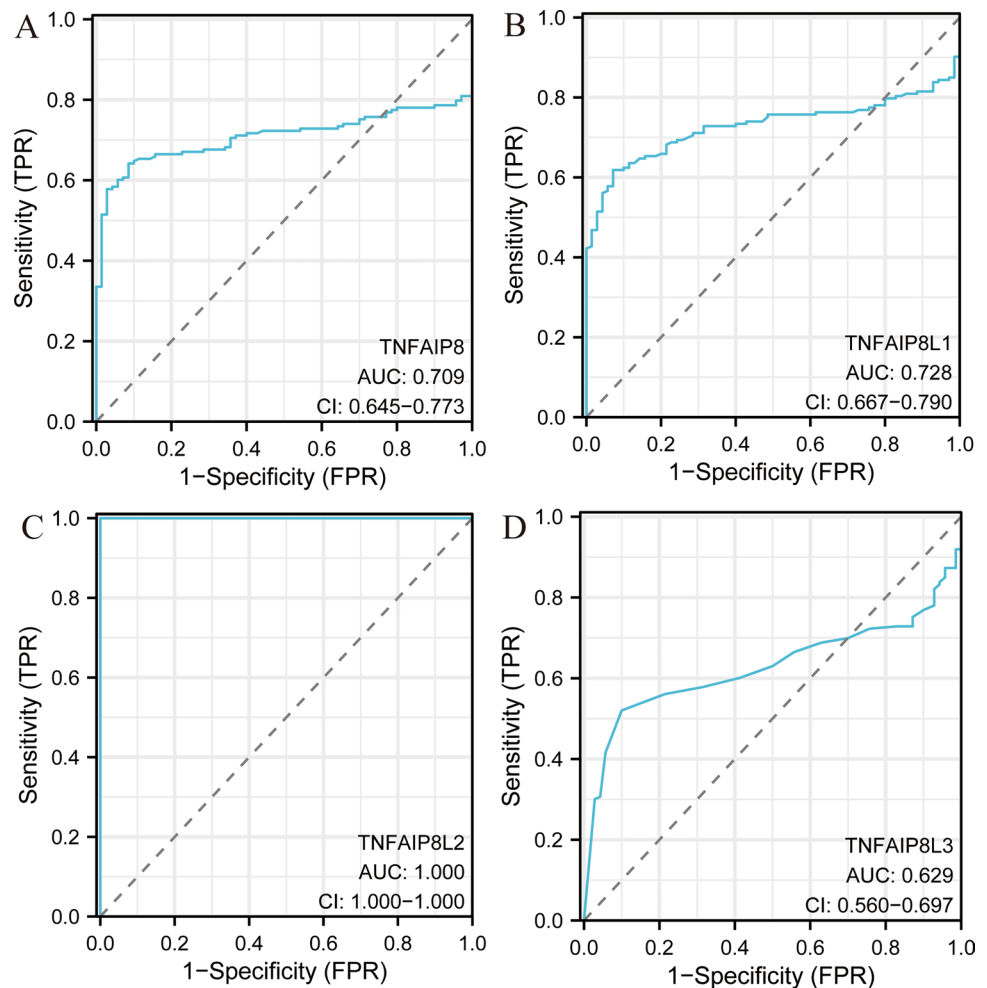 A
1.0
0.8
0.6
0.4
0.2
0.0
Sensitivity (TPR)
TNFAIP8
AUC: 0.709
CI: 0.645−0.773
0.0 0.2 0.4 0.6 0.8 1.0
1−Specificity (FPR)
B
1.0
0.8
0.6
0.4
0.2
0.0
Sensitivity (TPR)
TNFAIP8L1
AUC: 0.728
CI: 0.667−0.790
0.0 0.2 0.4 0.6 0.8 1.0
1−Specificity (FPR)
C
1.0
0.8
0.6
0.4
0.2
0.0
Sensitivity (TPR)
TNFAIP8L2
AUC: 1.000
CI: 1.000−1.000
0.0 0.2 0.4 0.6 0.8 1.0
1−Specificity (FPR)
D
1.0
0.8
0.6
0.4
0.2
0.0
Sensitivity (TPR)
TNFAIP8L3
AUC: 0.629
CI: 0.560−0.697
0.0 0.2 0.4 0.6 0.8 1.0
1−Specificity (FPR)